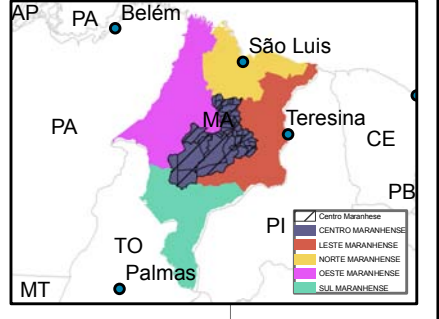 AP
PA
Belém
São Luis
MA
Teresina
PA
CE
PB
PI
TO
Palmas
MT
Centro Maranhese
CENTRO MARANHENSE
LESTE MARANHENSE
NORTE MARANHENSE
OESTE MARANHENSE
SUL MARANHENSE